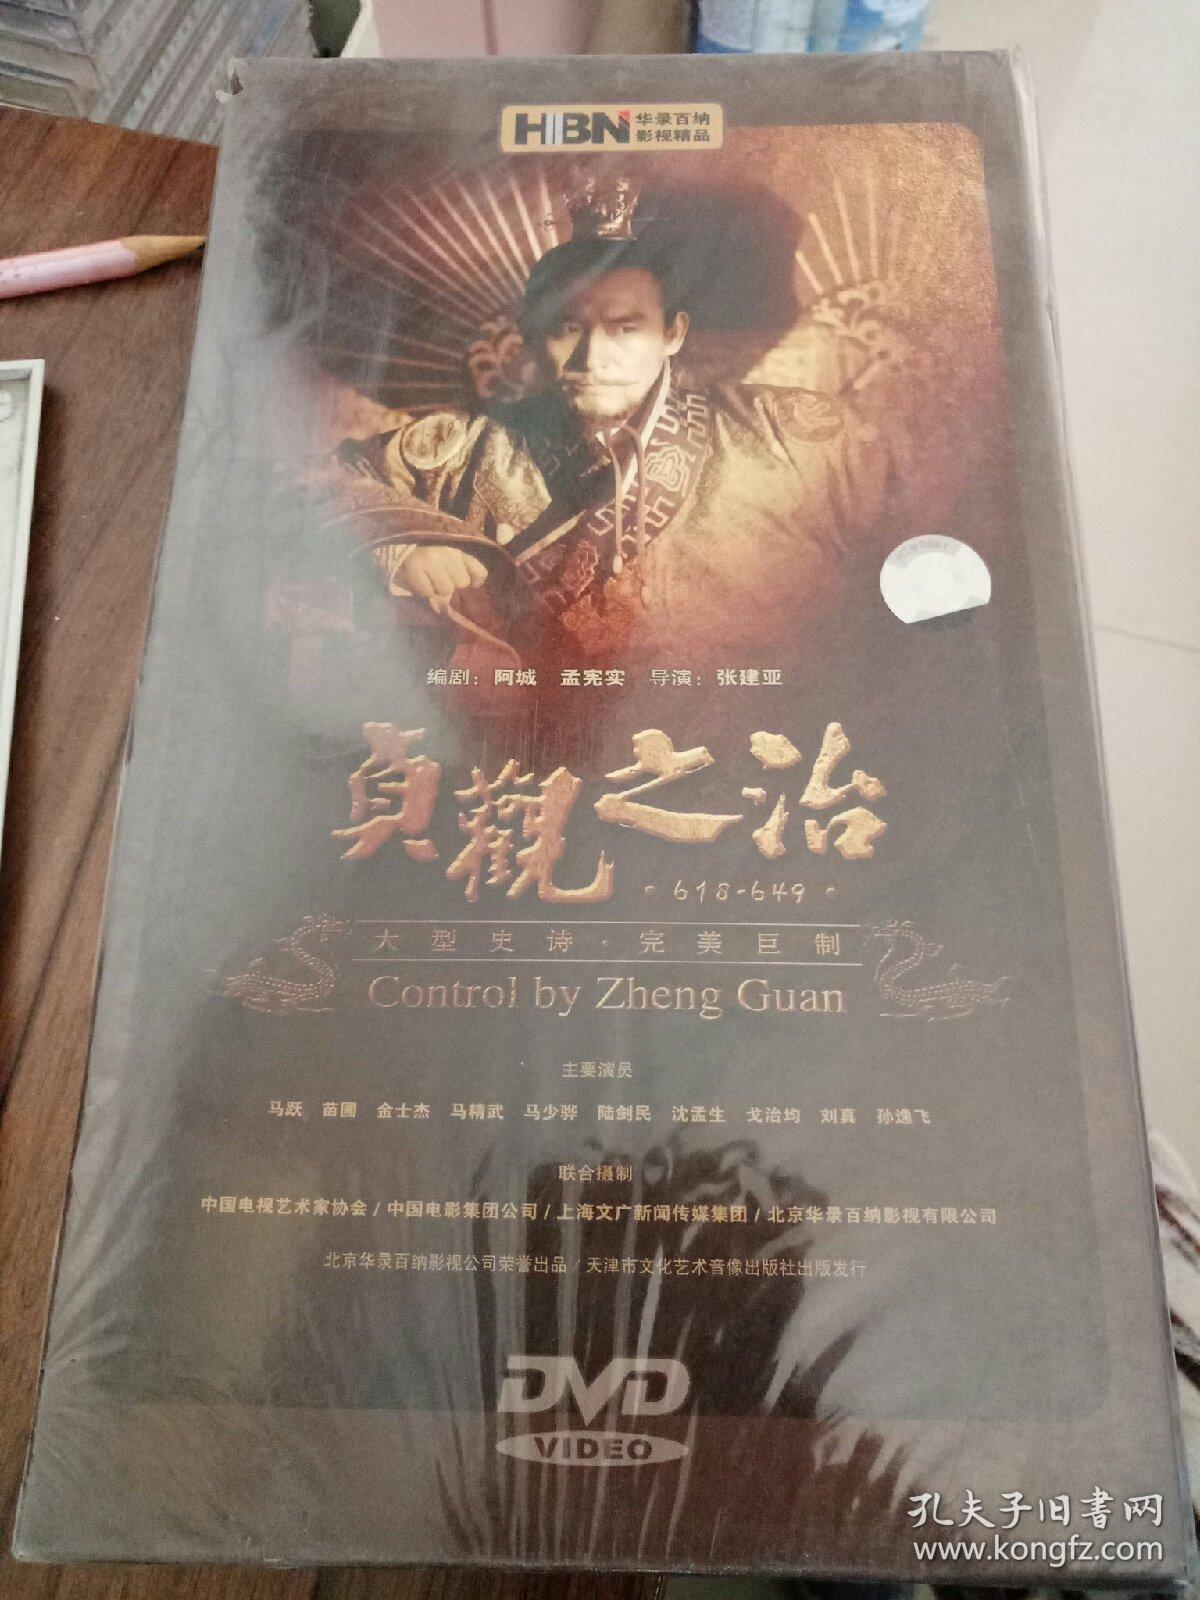 HBN 华录百纳
影视精品
编剧：阿城 孟宪实 导演：张建亚
貞觀之治
·618-649·
大型史诗·完美巨制
Control by Zheng Guan
主要演员
马跃 苗圃 金士杰 马精武 马少骅 陆剑民 沈孟生 戈治均 刘真 孙逸飞
联合摄制
中国电视艺术家协会/中国电影集团公司/上海文广新闻传媒集团/北京华录百纳影视有限公司
北京华录百纳影视公司荣誉出品/天津市文化艺术音像出版社出版发行
DVD
VIDEO
孔夫子旧书网
www.kongfz.com